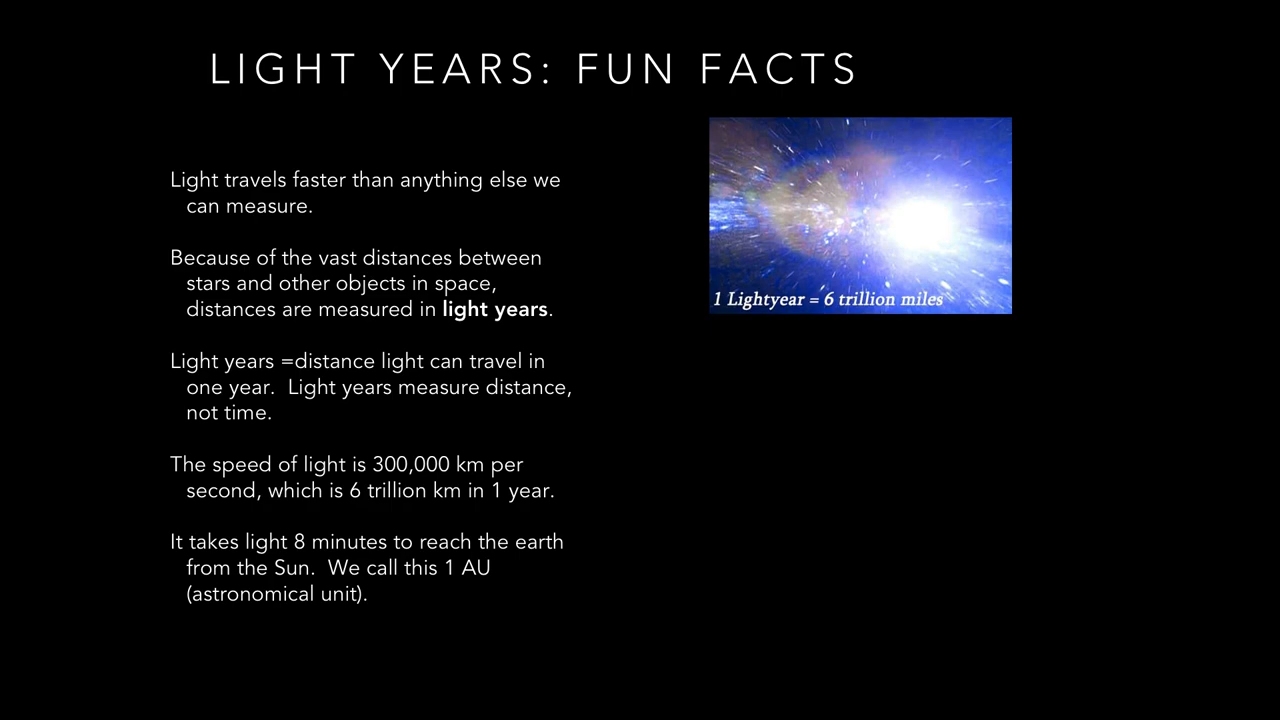 LIGHT YEARS: FUN FACTS
Light travels faster than anything else we
can measure.
Because of the vast distances between
stars and other objects in space,
distances are measured in light years.
Light years =distance light can travel in
one year.  Light years measure distance,
not time.
The speed of light is 300,000 km per
second, which is 6 trillion km in 1 year.
It takes light 8 minutes to reach the earth
from the Sun.  We call this 1 AU
(astronomical unit).
1 Lightyear = 6 trillion miles